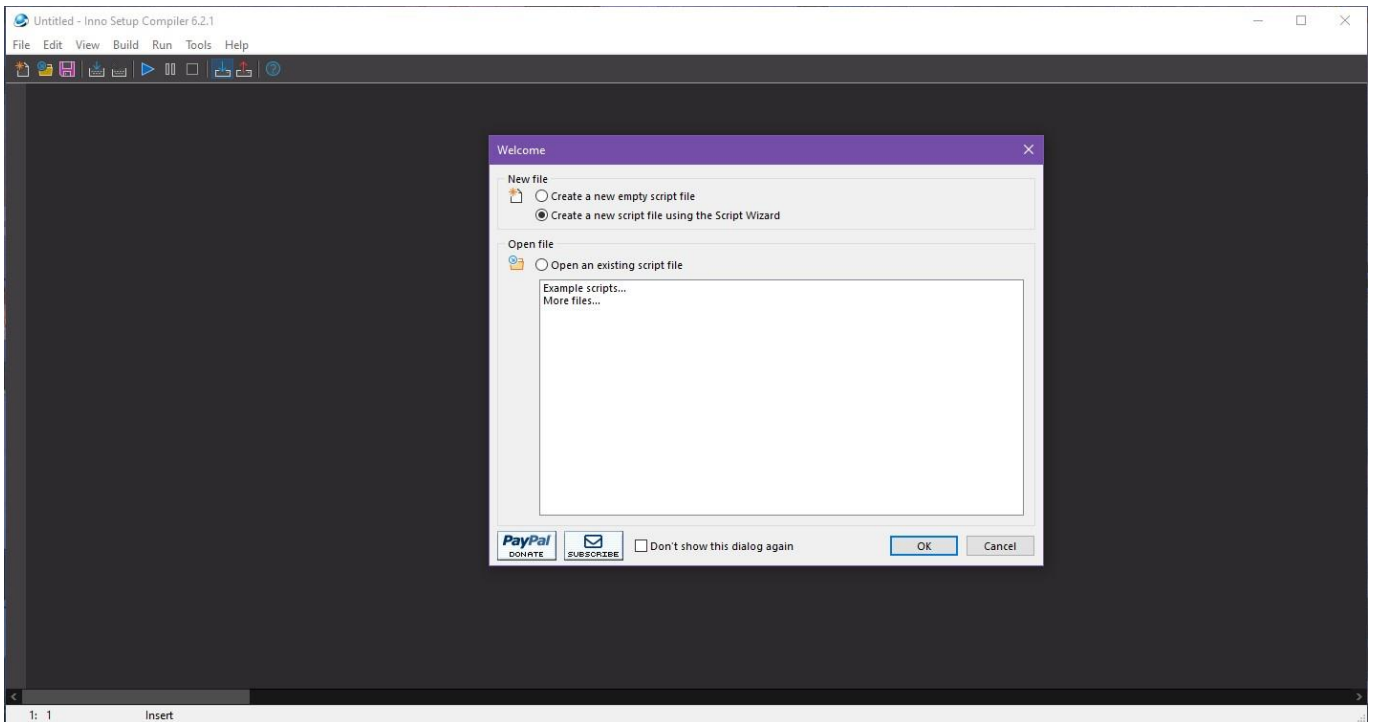 Untitled - Inno Setup Compiler 6.2.1
File Edit View Build Run Tools Help
Welcome
New file
Create a new empty script file
Create a new script file using the Script Wizard
Open file
Open an existing script file
Example scripts...
More files...
PayPal
DONATE
SUBSCRIBE
Don't show this dialog again
OK
Cancel
1: 1 Insert